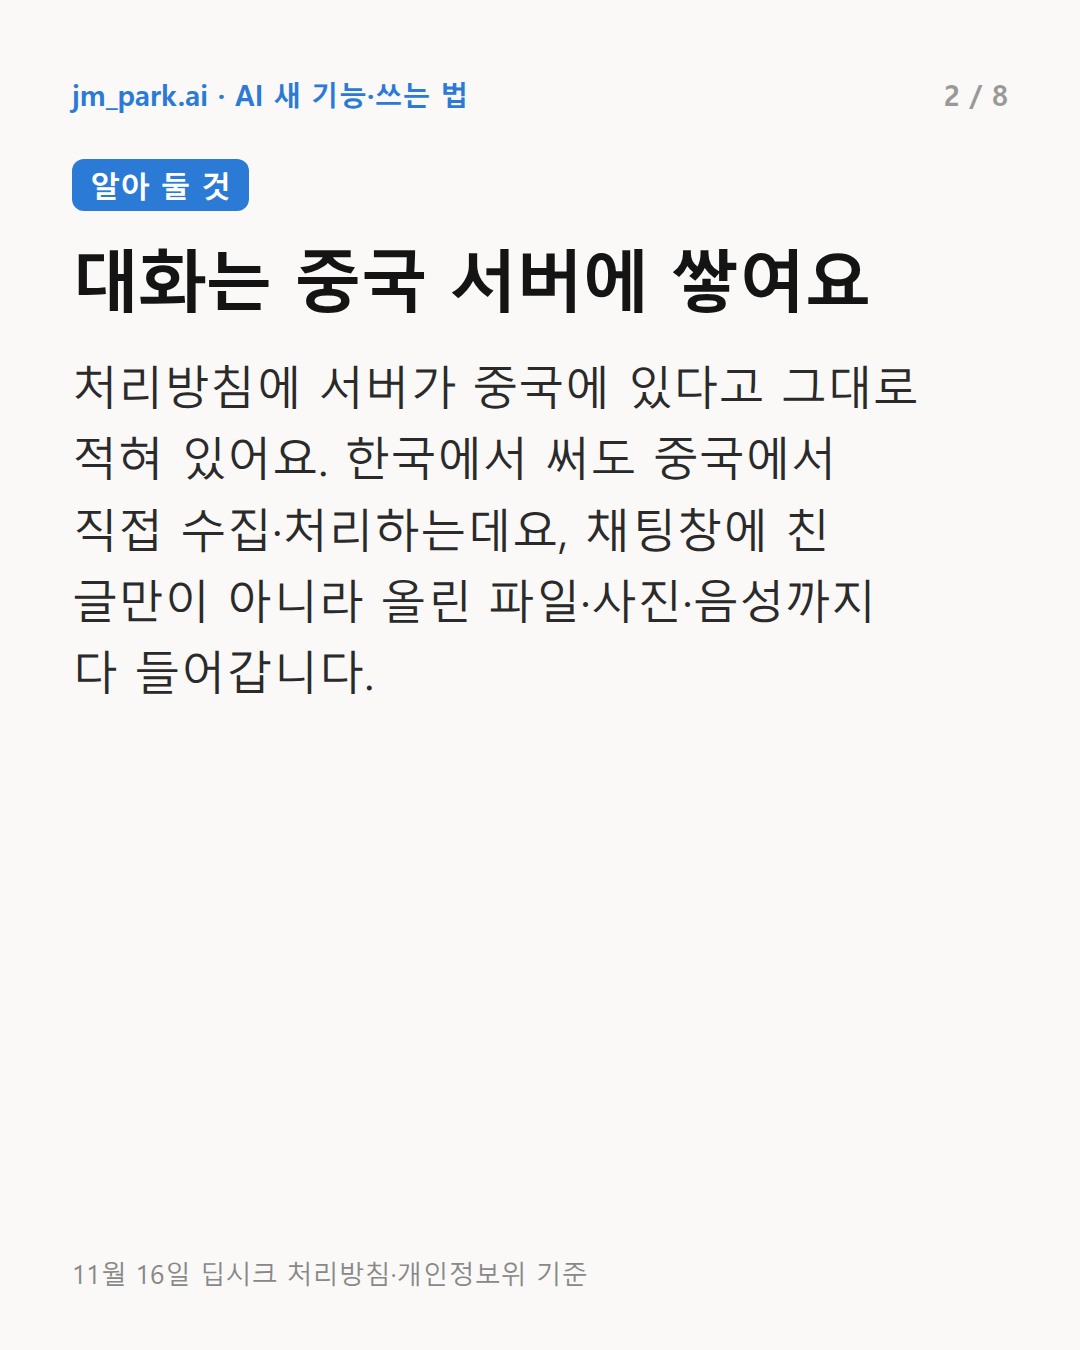 jm_park.ai · AI 새 기능·쓰는 법
2 / 8
알아 둘 것
대화는 중국 서버에 쌓여요
처리방침에 서버가 중국에 있다고 그대로
적혀 있어요. 한국에서 써도 중국에서
직접 수집·처리하는데요, 채팅창에 친
글만이 아니라 올린 파일·사진·음성까지
다 들어갑니다.
11월 16일 딥시크 처리방침·개인정보위 기준